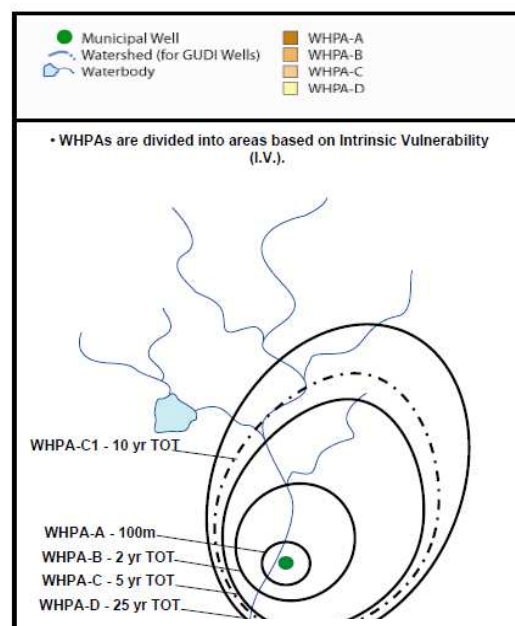 Municipal Well
Watershed (for GUDI Wells)
Waterbody
WHPA-A
WHPA-B
WHPA-C
WHPA-D
• WHPAs are divided into areas based on Intrinsic Vulnerability
(I.V.).
WHPA-C1 - 10 yr TOT
WHPA-A - 100m
WHPA-B - 2 yr TOT
WHPA-C - 5 yr TOT
WHPA-D - 25 yr TOT